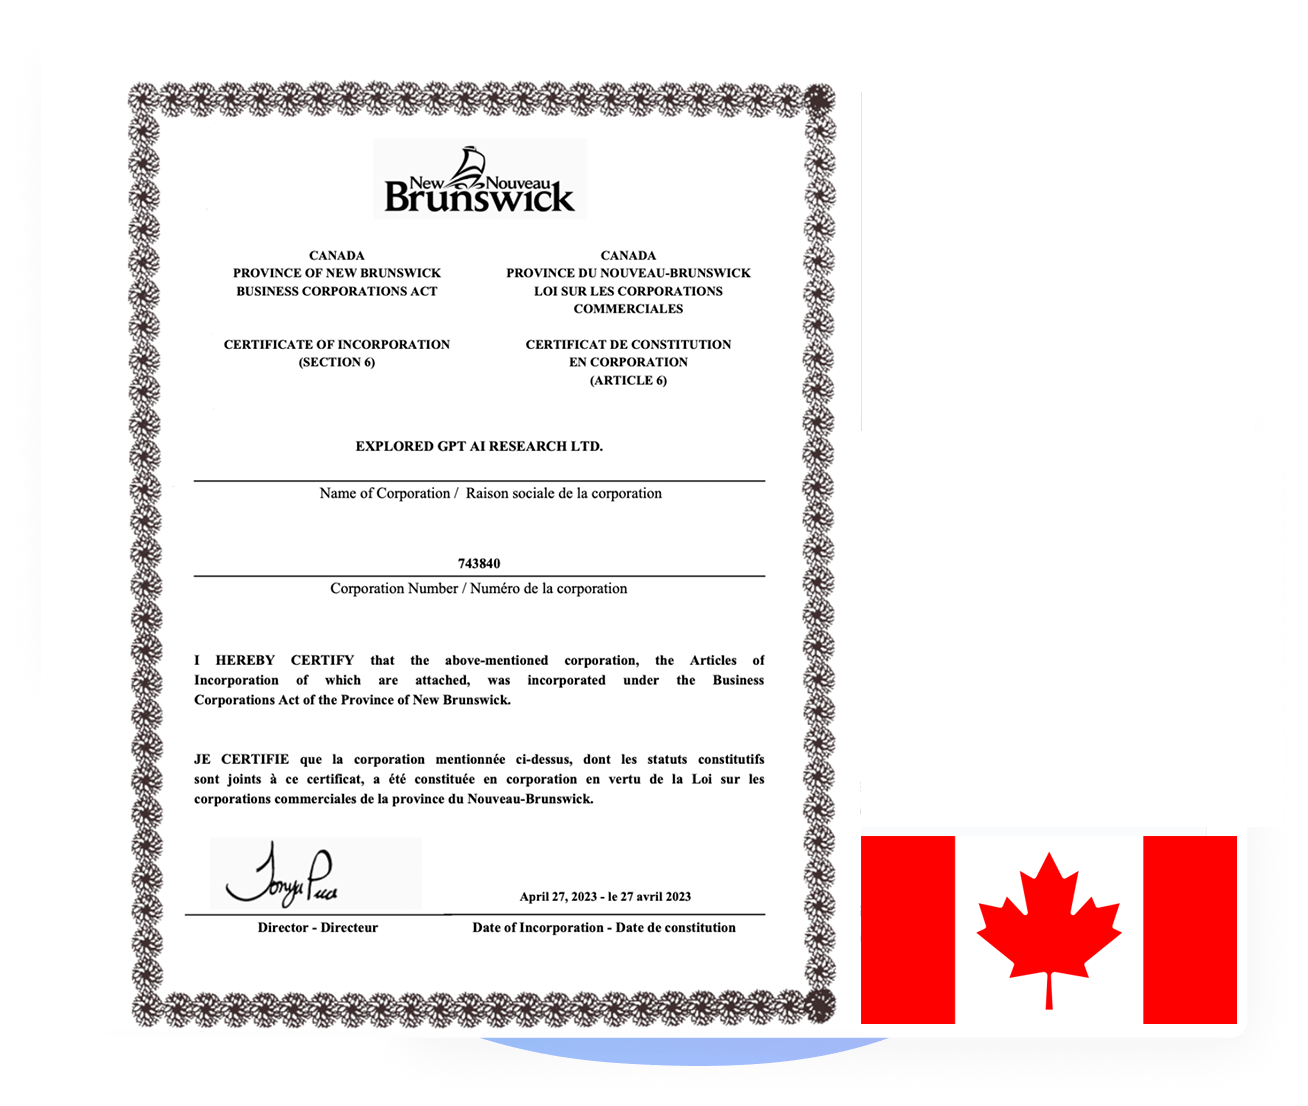 New Nouveau
Brunswick
CANADA
PROVINCE OF NEW BRUNSWICK
BUSINESS CORPORATIONS ACT
CERTIFICATE OF INCORPORATION
(SECTION 6)
CANADA
PROVINCE DU NOUVEAU-BRUNSWICK
LOI SUR LES CORPORATIONS
COMMERCIALES
CERTIFICAT DE CONSTITUTION
EN CORPORATION
(ARTICLE 6)
EXPLORED GPT AI RESEARCH LTD.
Name of Corporation / Raison sociale de la corporation
743840
Corporation Number / Numéro de la corporation
I HEREBY CERTIFY that the above-mentioned corporation, the Articles of
Incorporation of which are attached, was incorporated under the Business
Corporations Act of the Province of New Brunswick.
JE CERTIFIE que la corporation mentionnée ci-dessus, dont les statuts constitutifs
sont joints à ce certificat, a été constituée en corporation en vertu de la Loi sur les
corporations commerciales de la province du Nouveau-Brunswick.
Director - Directeur
April 27, 2023 - le 27 avril 2023
Date of Incorporation - Date de constitution